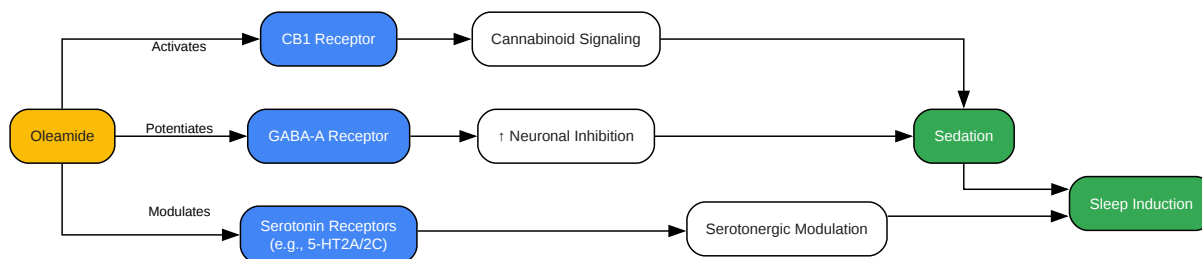 CB1 Receptor
Cannabinoid Signaling
Activates
Oleamide
Potentiates
GABA-A Receptor
↑ Neuronal Inhibition
Sedation
Modulates
Serotonin Receptors
(e.g., 5-HT2A/2C)
Serotonergic Modulation
Sleep Induction